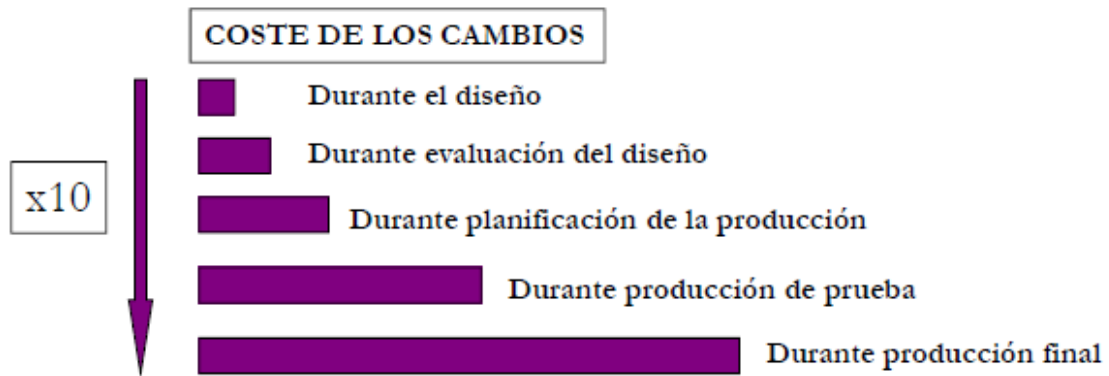 COSTE DE LOS CAMBIOS
Durante el diseño
Durante evaluación del diseño
x10
Durante planificación de la producción
Durante producción de prueba
Durante producción final